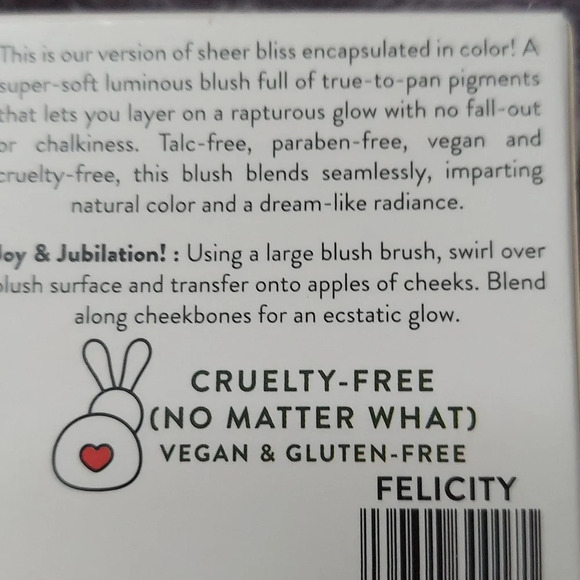 This is our version of sheer bliss encapsulated in color! A
super-soft luminous blush full of true-to-pan pigments
that lets you layer on a rapturous glow with no fall-out
or chalkiness. Talc-free, paraben-free, vegan and
cruelty-free, this blush blends seamlessly, imparting
natural color and a dream-like radiance.
Joy & Jubilation! : Using a large blush brush, swirl over
blush surface and transfer onto apples of cheeks. Blend
along cheekbones for an ecstatic glow.
CRUELTY-FREE
(NO MATTER WHAT)
VEGAN & GLUTEN-FREE
FELICITY